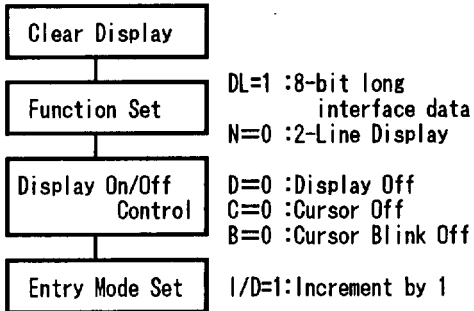 Clear Display
Function Set
DL=1 :8-bit long
interface data
N=0 :2-Line Display
Display On/Off
Control
D=0 :Display Off
C=0 :Cursor Off
B=0 :Cursor Blink Off
Entry Mode Set
I/D=1:Increment by 1